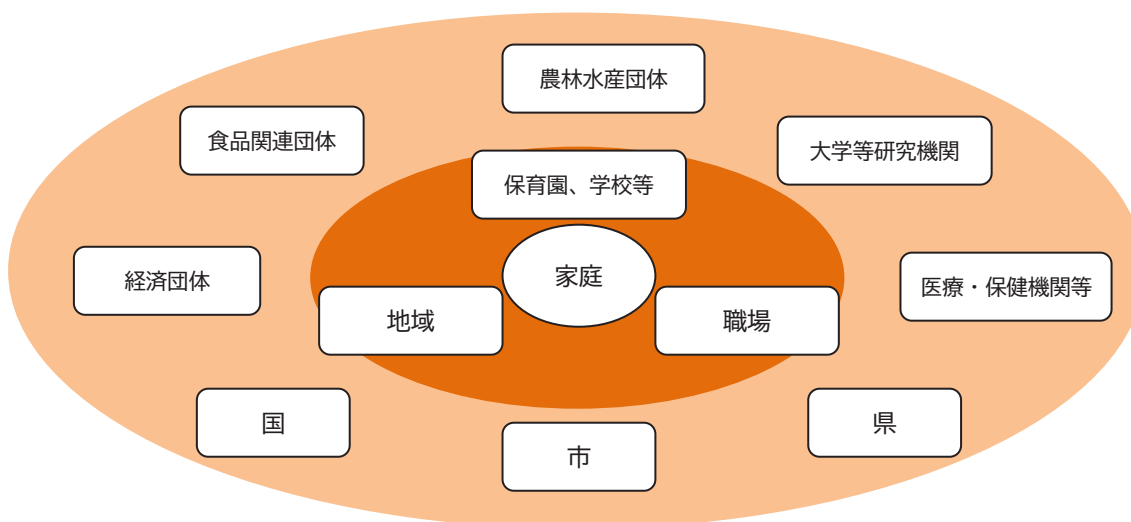 農林水産団体
食品関連団体
大学等研究機関
保育園、学校等
家庭
経済団体
医療・保健機関等
地域
職場
国
県
市